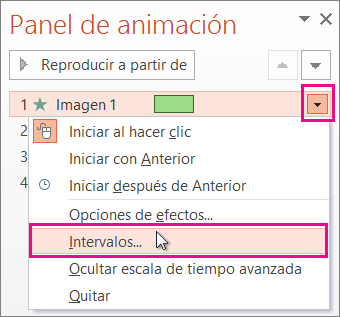 Panel de animación
Reproducir a partir de
1 Imagen 1
2 Iniciar al hacer clic
3 Iniciar con Anterior
4 Iniciar después de Anterior
Opciones de efectos...
Intervalos...
Ocultar escala de tiempo avanzada
Quitar